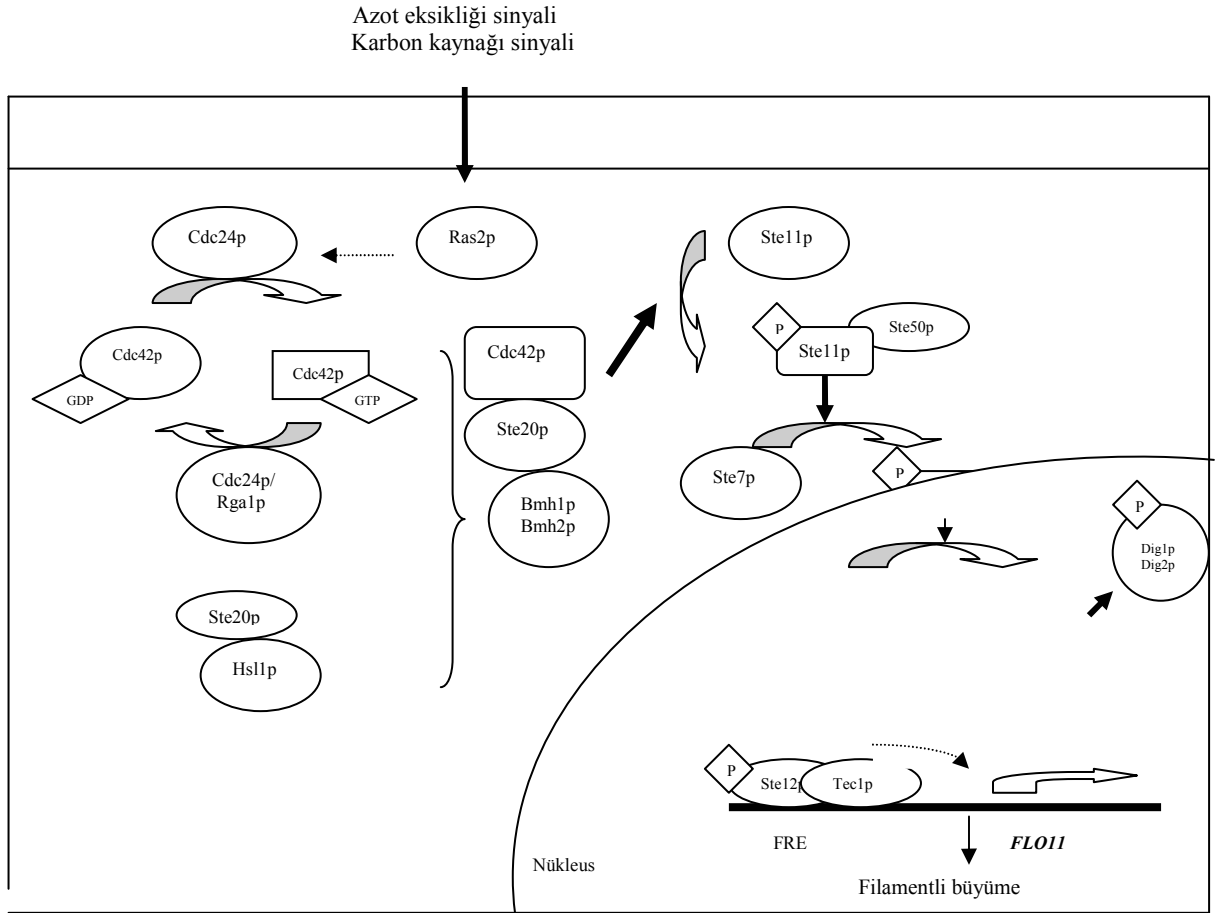 Azot eksikliği sinyali
Karbon kaynağı sinyali
Cdc24p
Ras2p
Ste11p
Cdc42p
GDP
Cdc42p
GTP
Cdc42p
P
Ste11p
Ste50p
Ste20p
Cdc24p/
Rga1p
Bmh1p
Bmh2p
Ste7p
P
P
Dig1p
Dig2p
Ste20p
Hsl1p
P
Ste12p
Tec1p
FRE
FLO11
Nükleus
Filamentli büyüme